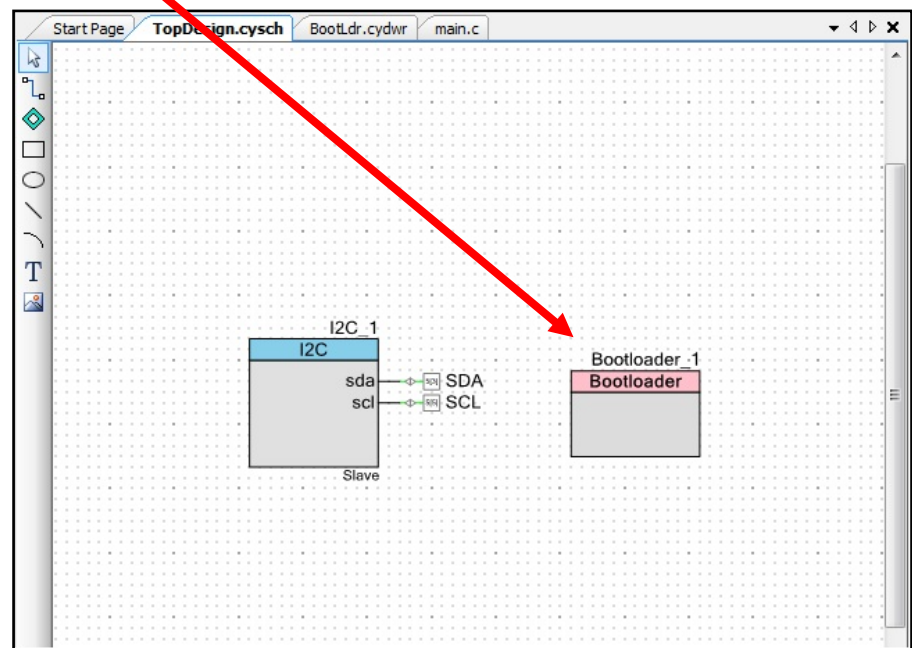 Start Page TopDesign.cysch BootLdr.cydwr main.c
T
I2C_1
I2C
sda SDA
scl SCL
Slave
Bootloader_1
Bootloader